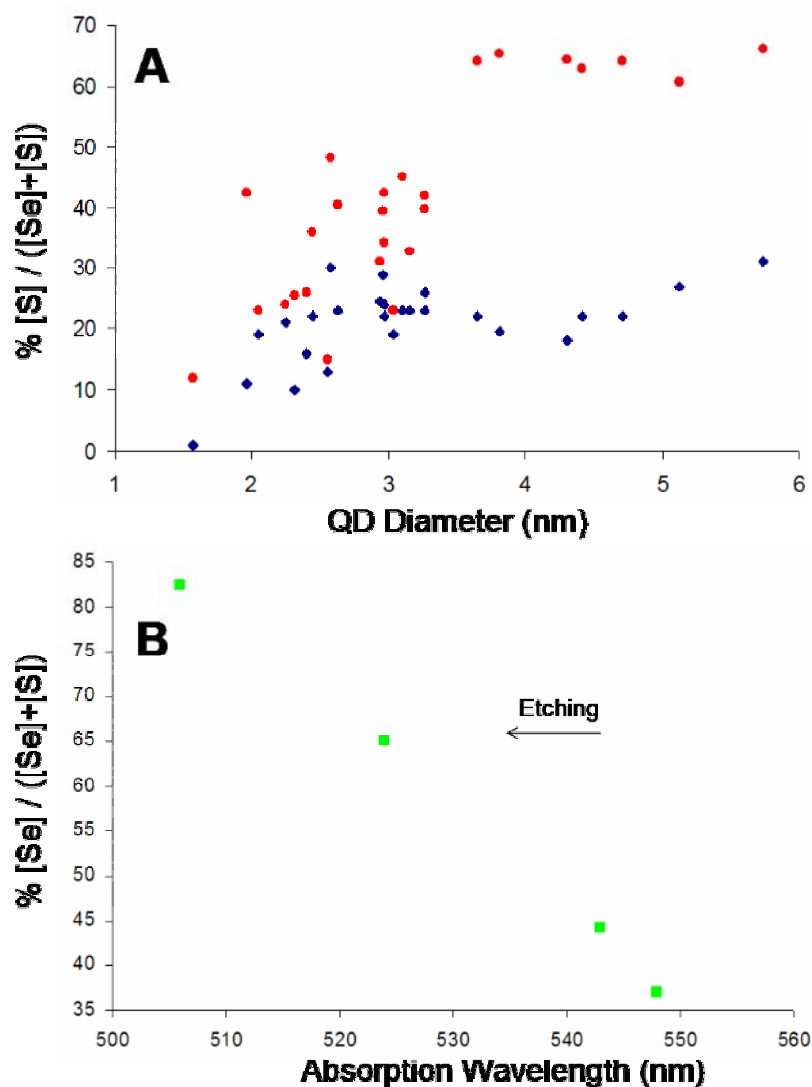 A
% [S] / ([Se]+[S])
70
60
50
40
30
20
10
0
1 2 3 4 5 6
QD Diameter (nm)
B
% [Se] / ([Se]+[S])
85
80
75
70
65
60
55
50
45
40
35
Etching
500 510 520 530 540 550 560
Absorption Wavelength (nm)